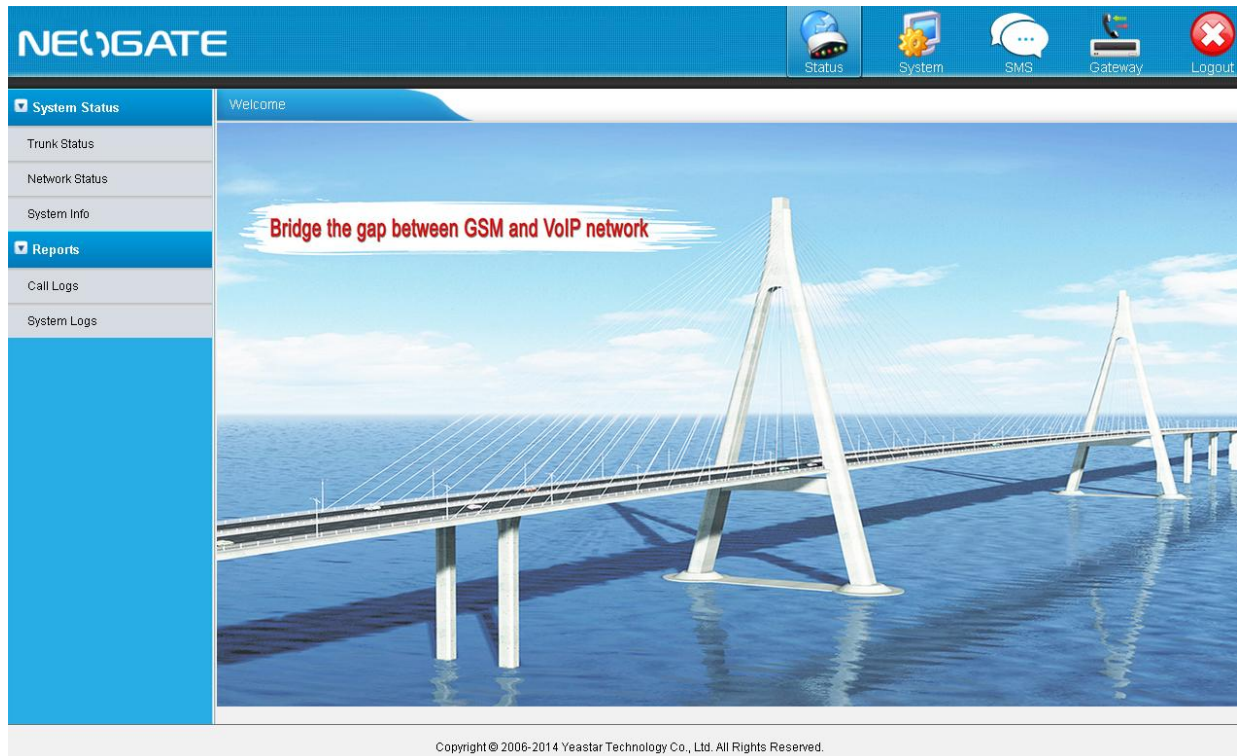 NEOGATE
Status
System
SMS
Gateway
Logout
System Status
Trunk Status
Network Status
System Info
Reports
Call Logs
System Logs
Welcome
Bridge the gap between GSM and VoIP network
Copyright © 2006-2014 Yeastar Technology Co., Ltd. All Rights Reserved.